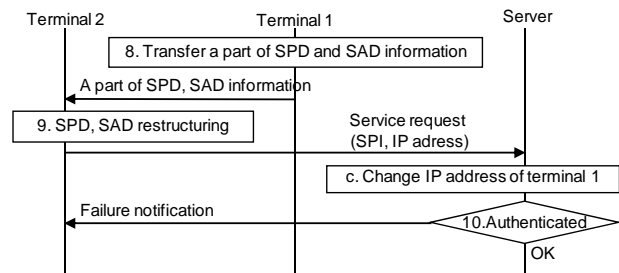 Terminal 2
Terminal 1
Server
8. Transfer a part of SPD and SAD information
A part of SPD, SAD information
9. SPD, SAD restructuring
Service request
(SPI, IP adress)
c. Change IP address of terminal 1
Failure notification
10.Authenticated
OK